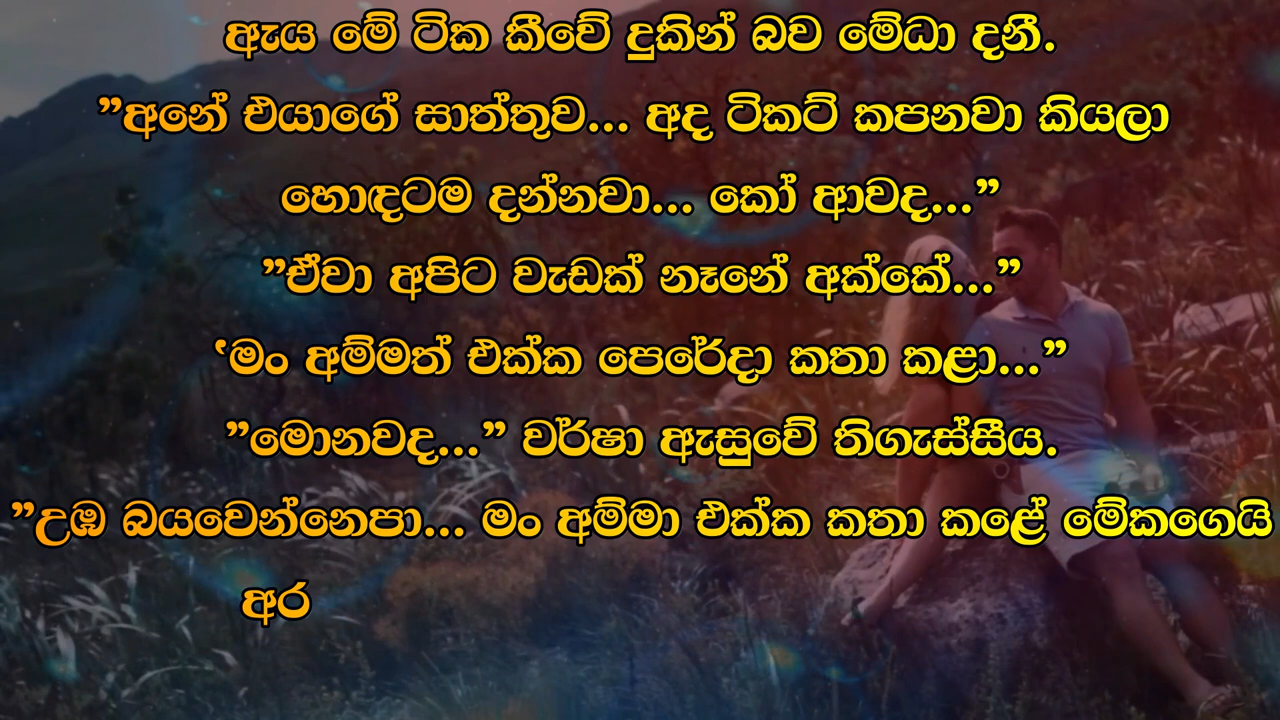 ඇය මේ ටික කීවේ දුකින් බව මේධා දනී.
”අනේ එයාගේ සාත්තුව... අද ටිකට් කපනවා කියලා
හොඳටම දන්නවා... කෝ ආවද...”
”ඒවා අපිට වැඩක් නෑනේ අක්කේ...”
‛මං අම්මත් එක්ක පෙරේදා කතා කළා...”
”මොනවද...” වර්ෂා ඇසුවේ තිගැස්සීය.
”උඹ බයවෙන්නෙපා... මං අම්මා එක්ක කතා කළේ මේකගෙයි
අර